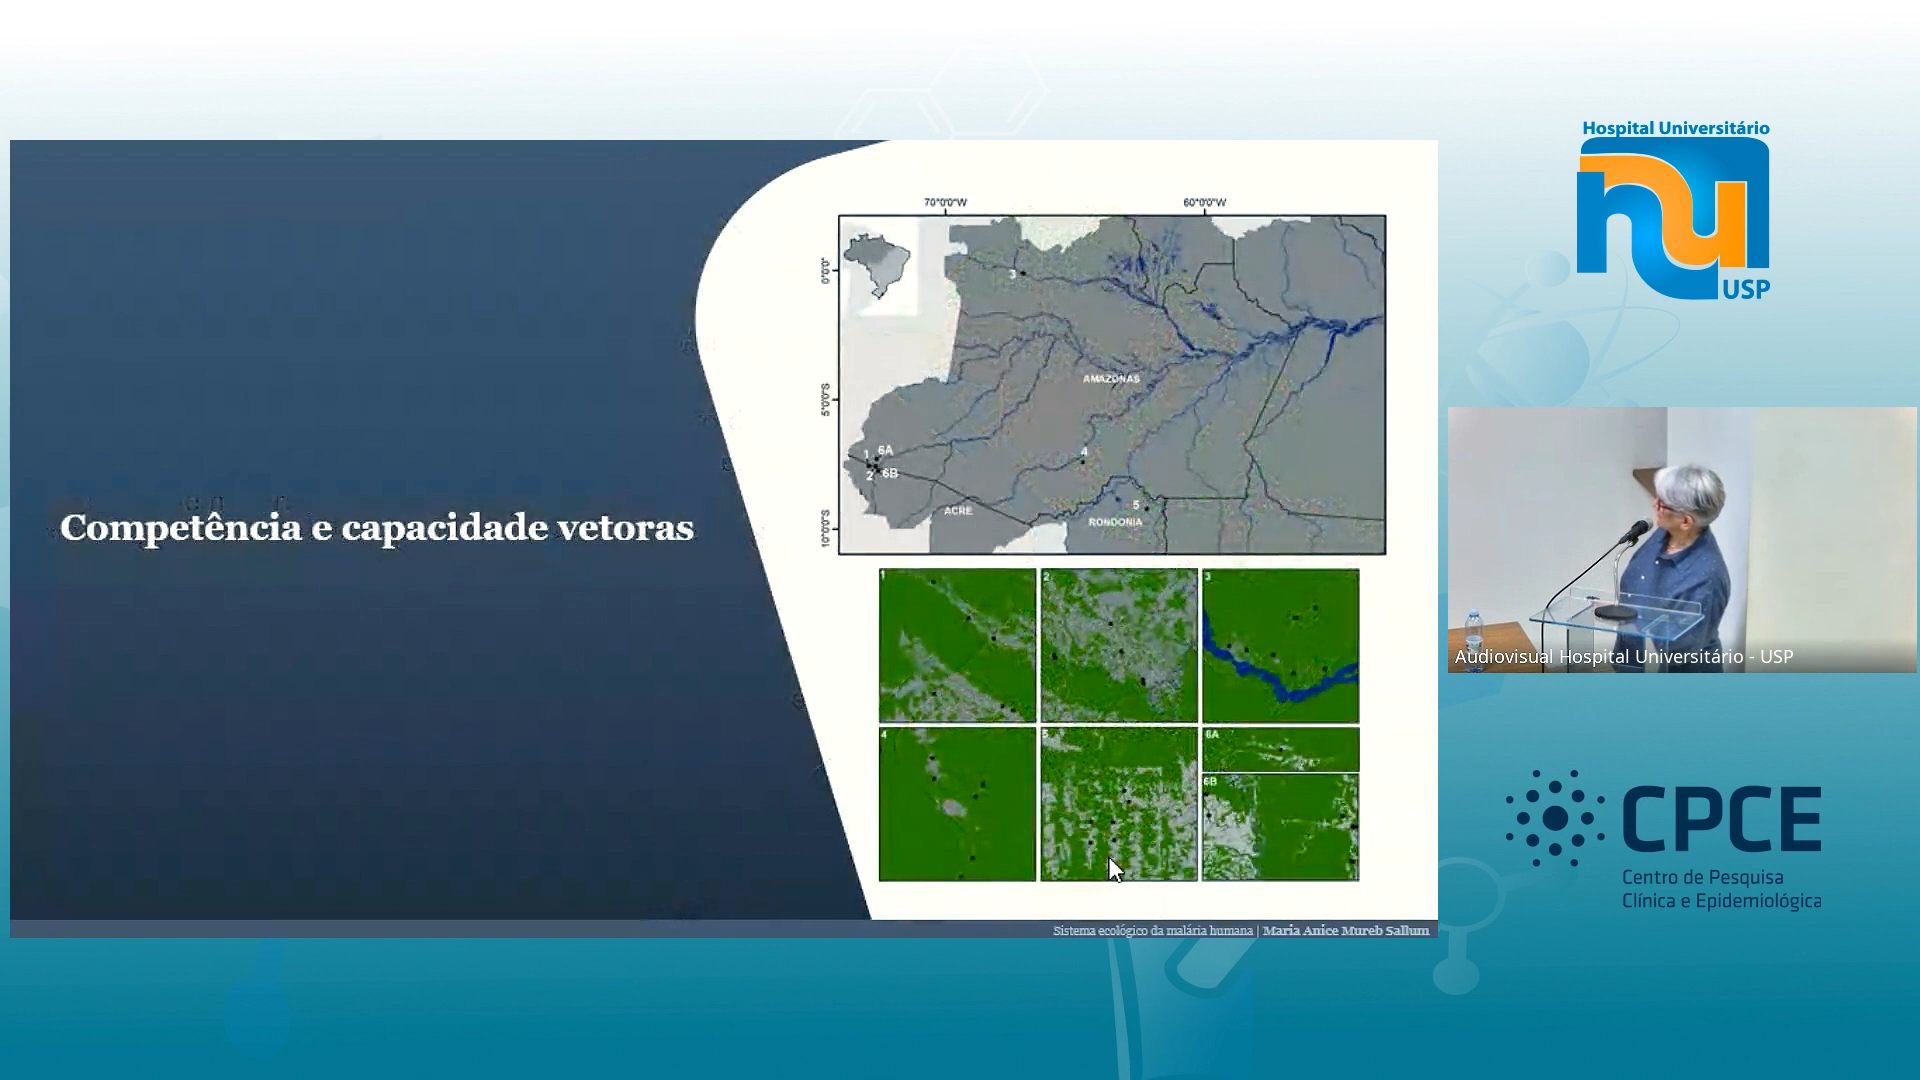 Hospital Universitário
USP
70°0'0"W
60°0'0"W
0°0'0"
5°0'0"S
10°0'0"S
3
AMAZONAS
1
6A
2
6B
4
5
ACRE
RONDONIA
Competência e capacidade vetoras
1
2
3
4
5
6A
6B
Sistema ecológico da malária humana | Maria Anice Mureb Sallum
Audiovisual Hospital Universitário - USP
CPCE
Centro de Pesquisa
Clínica e Epidemiológica